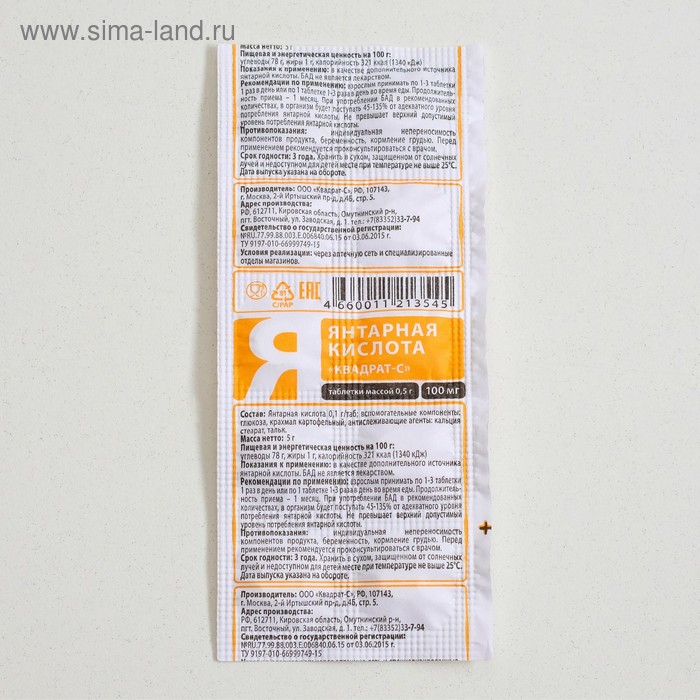 www.sima-land.ru
Масса нетто: 5 г
Пищевая и энергетическая ценность на 100 г:
углеводы 78 г, жиры 1 г, калорийность 321 ккал (1340 кДж)
Показания к применению: в качестве дополнительного источника
янтарной кислоты. БАД не является лекарством.
Рекомендации по применению: взрослым принимать по 1-3 таблетки
1 раз в день или по 1 таблетке 1-3 раза в день во время еды. Продолжитель-
ность приема – 1 месяц. При употреблении БАД в рекомендованных
количествах, в организм будет поступать 45-135% от адекватного уровня
потребления янтарной кислоты. Не превышает верхний допустимый
уровень потребления янтарной кислоты.
Противопоказания: индивидуальная непереносимость
компонентов продукта, беременность, кормление грудью. Перед
применением рекомендуется проконсультироваться с врачом.
Срок годности: 3 года. Хранить в сухом, защищенном от солнечных
лучей и недоступном для детей месте при температуре не выше 25°С.
Дата выпуска указана на обороте.
Производитель: ООО «Квадрат-С», РФ, 107143,
г. Москва, 2-й Иртышский пр-д, д.4Б, стр. 5.
Адрес производства:
РФ, 612711, Кировская область, Омутнинский р-н,
пгт. Восточный, ул. Заводская, д. 1. тел.: +7(83352)33-7-94
Свидетельство о государственной регистрации:
№RU.77.99.88.003.Е.006840.06.15 от 03.06.2015 г.
ТУ 9197-010-66999749-15
Условия реализации: через аптечную сеть и специализированные
отделы магазинов.
81
C/PAP
EAC
4 660011 213545
Я
ЯНТАРНАЯ
КИСЛОТА
«КВАДРАТ-С»
таблетки массой 0,5 г
100 мг
Состав: Янтарная кислота 0,1 г/таб; вспомогательные компоненты:
глюкоза, крахмал картофельный, антислеживающие агенты: кальция
стеарат, тальк.
Масса нетто: 5 г
Пищевая и энергетическая ценность на 100 г:
углеводы 78 г, жиры 1 г, калорийность 321 ккал (1340 кДж)
Показания к применению: в качестве дополнительного источника
янтарной кислоты. БАД не является лекарством.
Рекомендации по применению: взрослым принимать по 1-3 таблетки
1 раз в день или по 1 таблетке 1-3 раза в день во время еды. Продолжитель-
ность приема – 1 месяц. При употреблении БАД в рекомендованных
количествах, в организм будет поступать 45-135% от адекватного уровня
потребления янтарной кислоты. Не превышает верхний допустимый
уровень потребления янтарной кислоты.
Противопоказания: индивидуальная непереносимость
компонентов продукта, беременность, кормление грудью. Перед
применением рекомендуется проконсультироваться с врачом.
Срок годности: 3 года. Хранить в сухом, защищенном от солнечных
лучей и недоступном для детей месте при температуре не выше 25°С.
Дата выпуска указана на обороте.
Производитель: ООО «Квадрат-С», РФ, 107143,
г. Москва, 2-й Иртышский пр-д, д.4Б, стр. 5.
Адрес производства:
РФ, 612711, Кировская область, Омутнинский р-н,
пгт. Восточный, ул. Заводская, д. 1. тел.: +7(83352)33-7-94
Свидетельство о государственной регистрации:
№RU.77.99.88.003.Е.006840.06.15 от 03.06.2015 г.
ТУ 9197-010-66999749-15